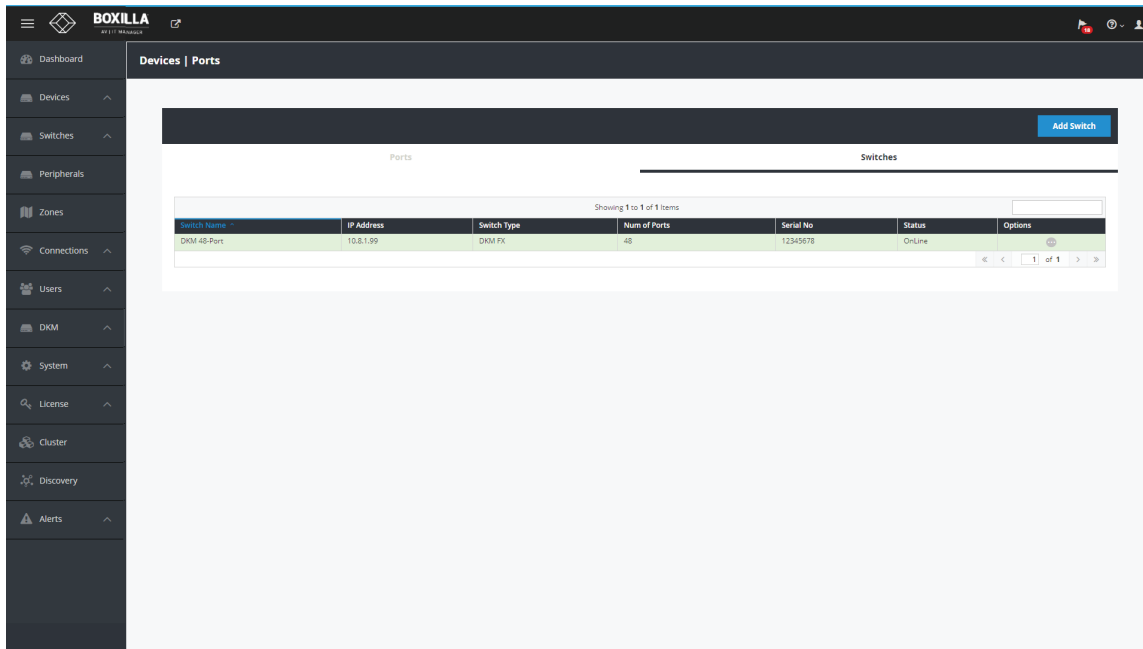 BOXILLA
AV | IT MANAGER
18
Dashboard
Devices | Ports
Devices
Switches
Add Switch
Ports
Switches
Peripherals
Zones
Showing 1 to 1 of 1 Items
Switch Name
IP Address
Switch Type
Num of Ports
Serial No
Status
Options
DKM 48-Port
10.8.1.99
DKM FX
48
12345678
OnLine
1 of 1
Connections
Users
DKM
System
License
Cluster
Discovery
Alerts